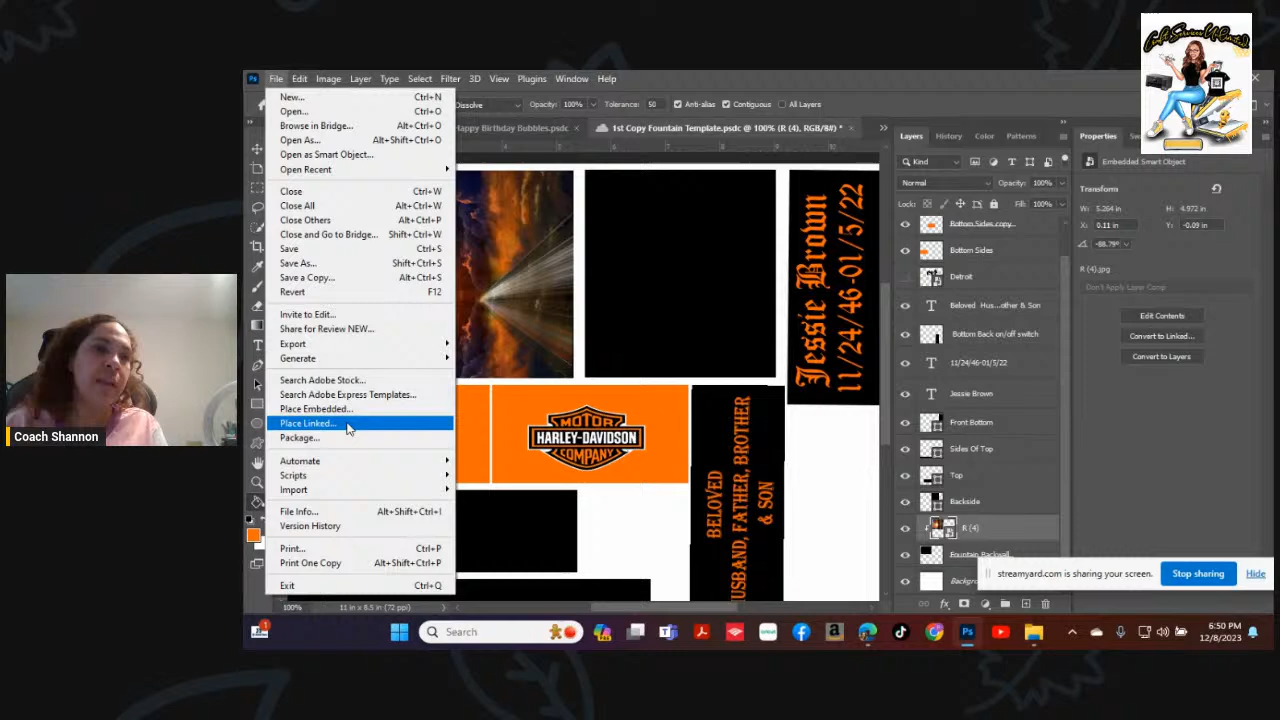 Craft Services Unlimited
File Edit Image Layer Type Select Filter 3D View Plugins Window Help
New... Ctrl+N
Open... Ctrl+O
Browse in Bridge... Alt+Ctrl+O
Open As... Alt+Shift+Ctrl+O
Open as Smart Object...
Open Recent
Close Ctrl+W
Close All Alt+Ctrl+W
Close Others Alt+Ctrl+P
Close and Go to Bridge... Shift+Ctrl+W
Save Ctrl+S
Save As... Shift+Ctrl+S
Save a Copy... Alt+Ctrl+S
Revert F12
Invite to Edit...
Share for Review NEW...
Export
Generate
Search Adobe Stock...
Search Adobe Express Templates...
Place Embedded...
Place Linked...
Package...
Automate
Scripts
Import
File Info... Alt+Shift+Ctrl+I
Version History
Print... Ctrl+P
Print One Copy Alt+Shift+Ctrl+P
Exit Ctrl+Q
Dissolve Opacity: 100% Tolerance: 50 Anti-alias Contiguous All Layers
Happy Birthday Bubbles.psdc 1st Copy Fountain Template.psdc @ 100% (R (4), RGB/8#) *
4 5 6 7 8 9 10
Jessie Brown
11/24/46-01/5/22
MOTOR
HARLEY-DAVIDSON
COMPANY
BELOVED
HUSBAND, FATHER, BROTHER
& SON
100% 11 in x 8.5 in (72 ppi)
Layers History Color Patterns
Kind
Normal Opacity: 100%
Lock: Fill: 100%
Bottom Sides copy...
Bottom Sides
Detroit
Beloved Hus...other & Son
Bottom Back on/off switch
11/24/46-01/5/22
Jessie Brown
Front Bottom
Sides Of Top
Top
Backside
R (4)
Fountain Backwall
Properties
Embedded Smart Object
Transform
W: 5.264 in H: 4.972 in
X: 0.11 in Y: -0.09 in
-88.79°
R (4).jpg
Don't Apply Layer Comp
Edit Contents
Convert to Linked...
Convert to Layers
streamyard.com is sharing your screen. Stop sharing Hide
Coach Shannon
Search
6:50 PM
12/8/2023